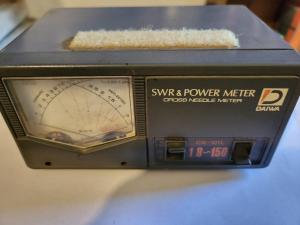 SWR & POWER METER
CROSS NEEDLE METER
DAIWA
1.8~150